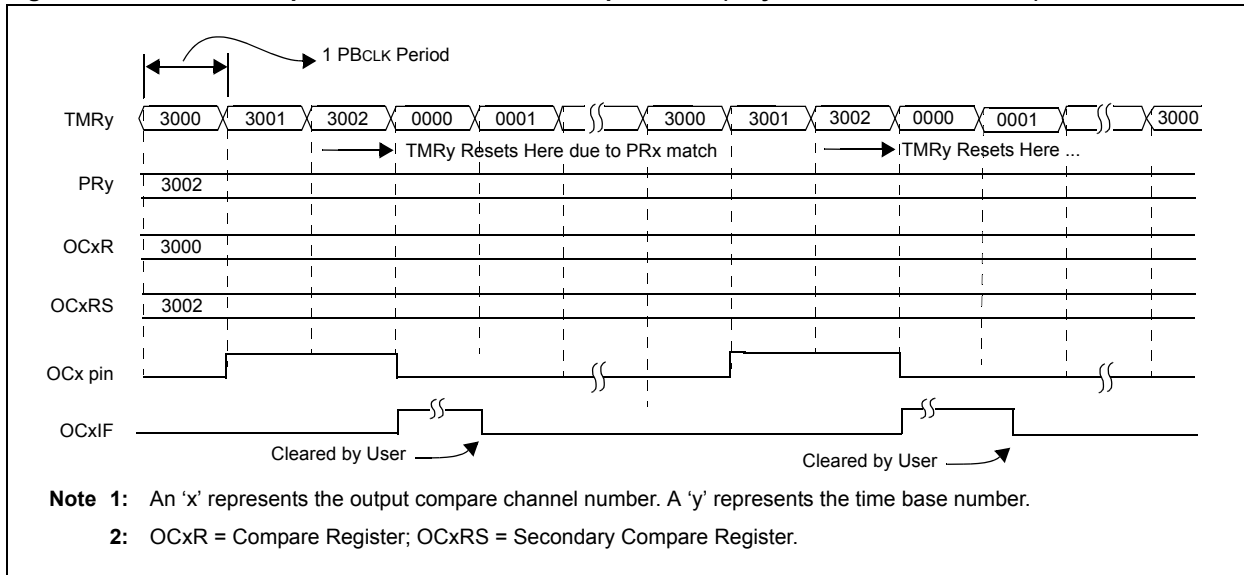 1 PBCLK Period
TMRy 3000 3001 3002 0000 0001 3000 3001 3002 0000 0001 3000
TMRy Resets Here due to PRx match TMRy Resets Here ...
PRy 3002
OCxR 3000
OCxRS 3002
OCx pin
OCxIF
Cleared by User Cleared by User
Note 1: An ‘x’ represents the output compare channel number. A ‘y’ represents the time base number.
2: OCxR = Compare Register; OCxRS = Secondary Compare Register.